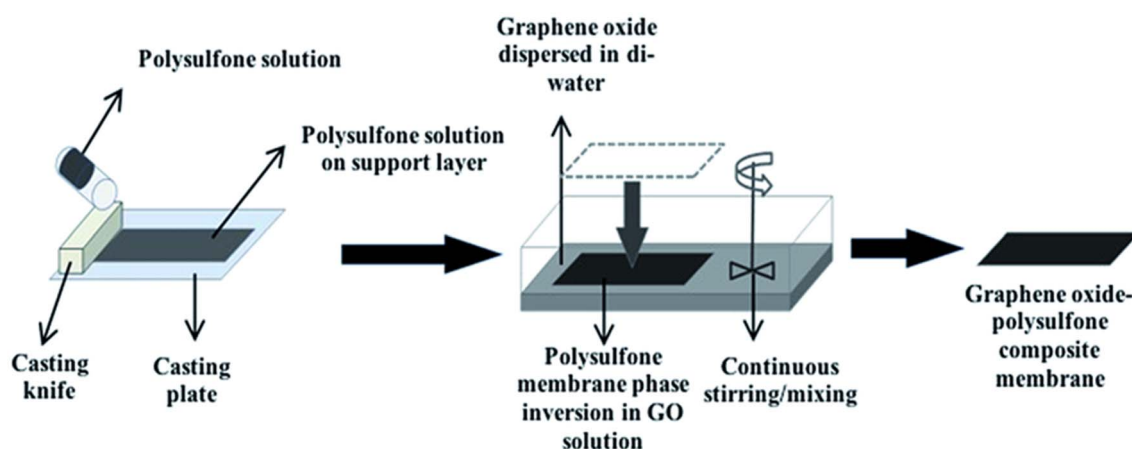 Polysulfone solution
Polysulfone solution
on support layer
Casting
knife
Casting
plate
Graphene oxide
dispersed in di-
water
Polysulfone
membrane phase
inversion in GO
solution
Continuous
stirring/mixing
Graphene oxide-
polysulfone
composite
membrane